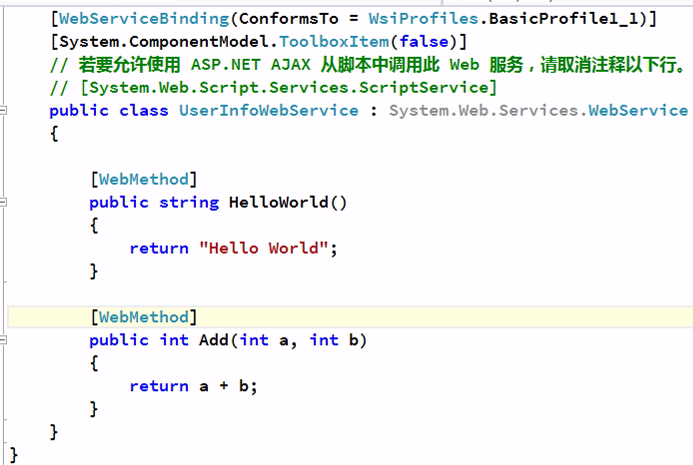 [WebServiceBinding(ConformsTo = WsiProfiles.BasicProfile1_1)]
[System.ComponentModel.ToolboxItem(false)]
// 若要允许使用 ASP.NET AJAX 从脚本中调用此 Web 服务，请取消注释以下行。
// [System.Web.Script.Services.ScriptService]
public class UserInfoWebService : System.Web.Services.WebService
{
[WebMethod]
public string HelloWorld()
{
return "Hello World";
}
[WebMethod]
public int Add(int a, int b)
{
return a + b;
}
}
}